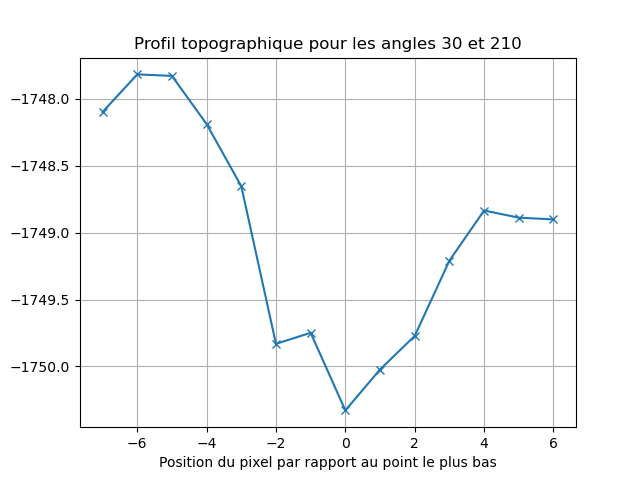 Profil topographique pour les angles 30 et 210
−1748.0
−1748.5
−1749.0
−1749.5
−1750.0
−6 −4 −2 0 2 4 6
Position du pixel par rapport au point le plus bas